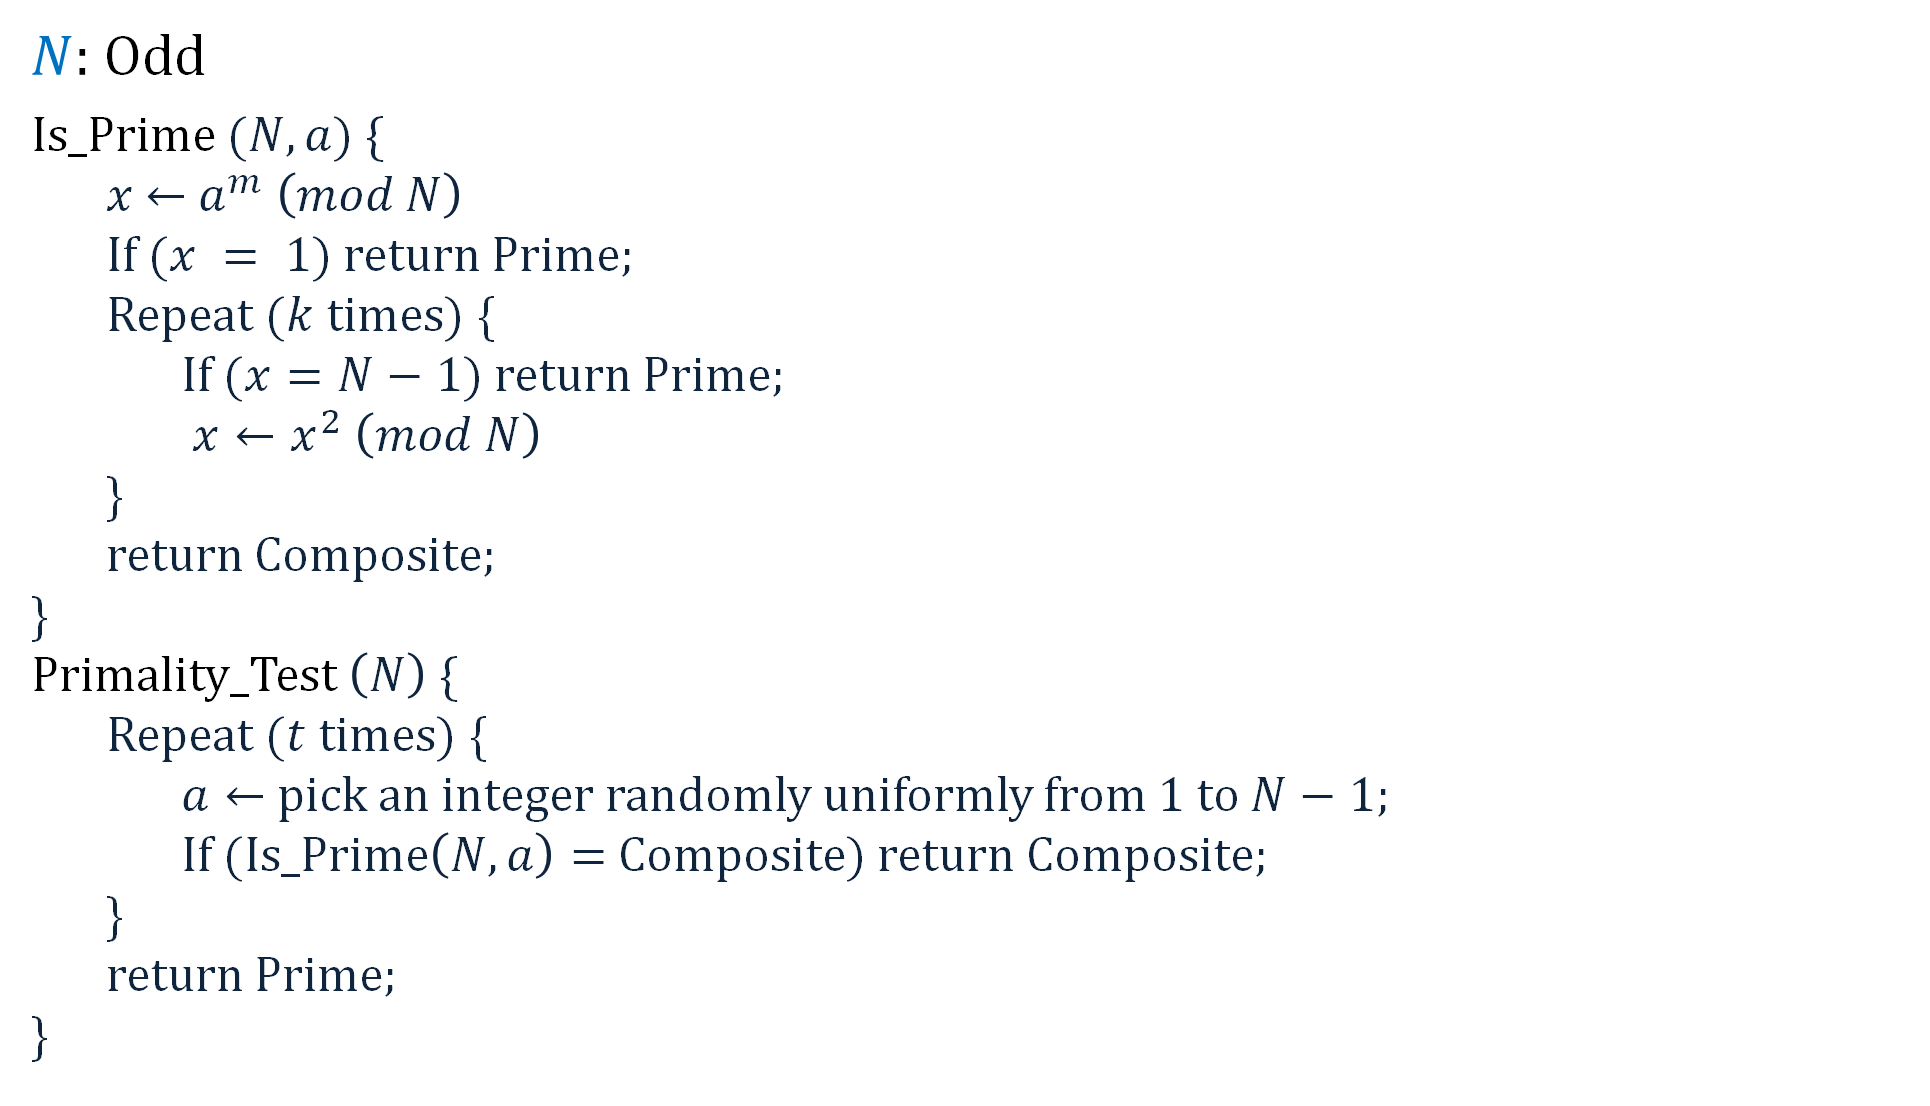 N: Odd
Is_Prime (N, a) {
x ← a^m (mod N)
If (x = 1) return Prime;
Repeat (k times) {
If (x = N − 1) return Prime;
x ← x² (mod N)
}
return Composite;
}
Primality_Test (N) {
Repeat (t times) {
a ← pick an integer randomly uniformly from 1 to N − 1;
If (Is_Prime(N, a) = Composite) return Composite;
}
return Prime;
}